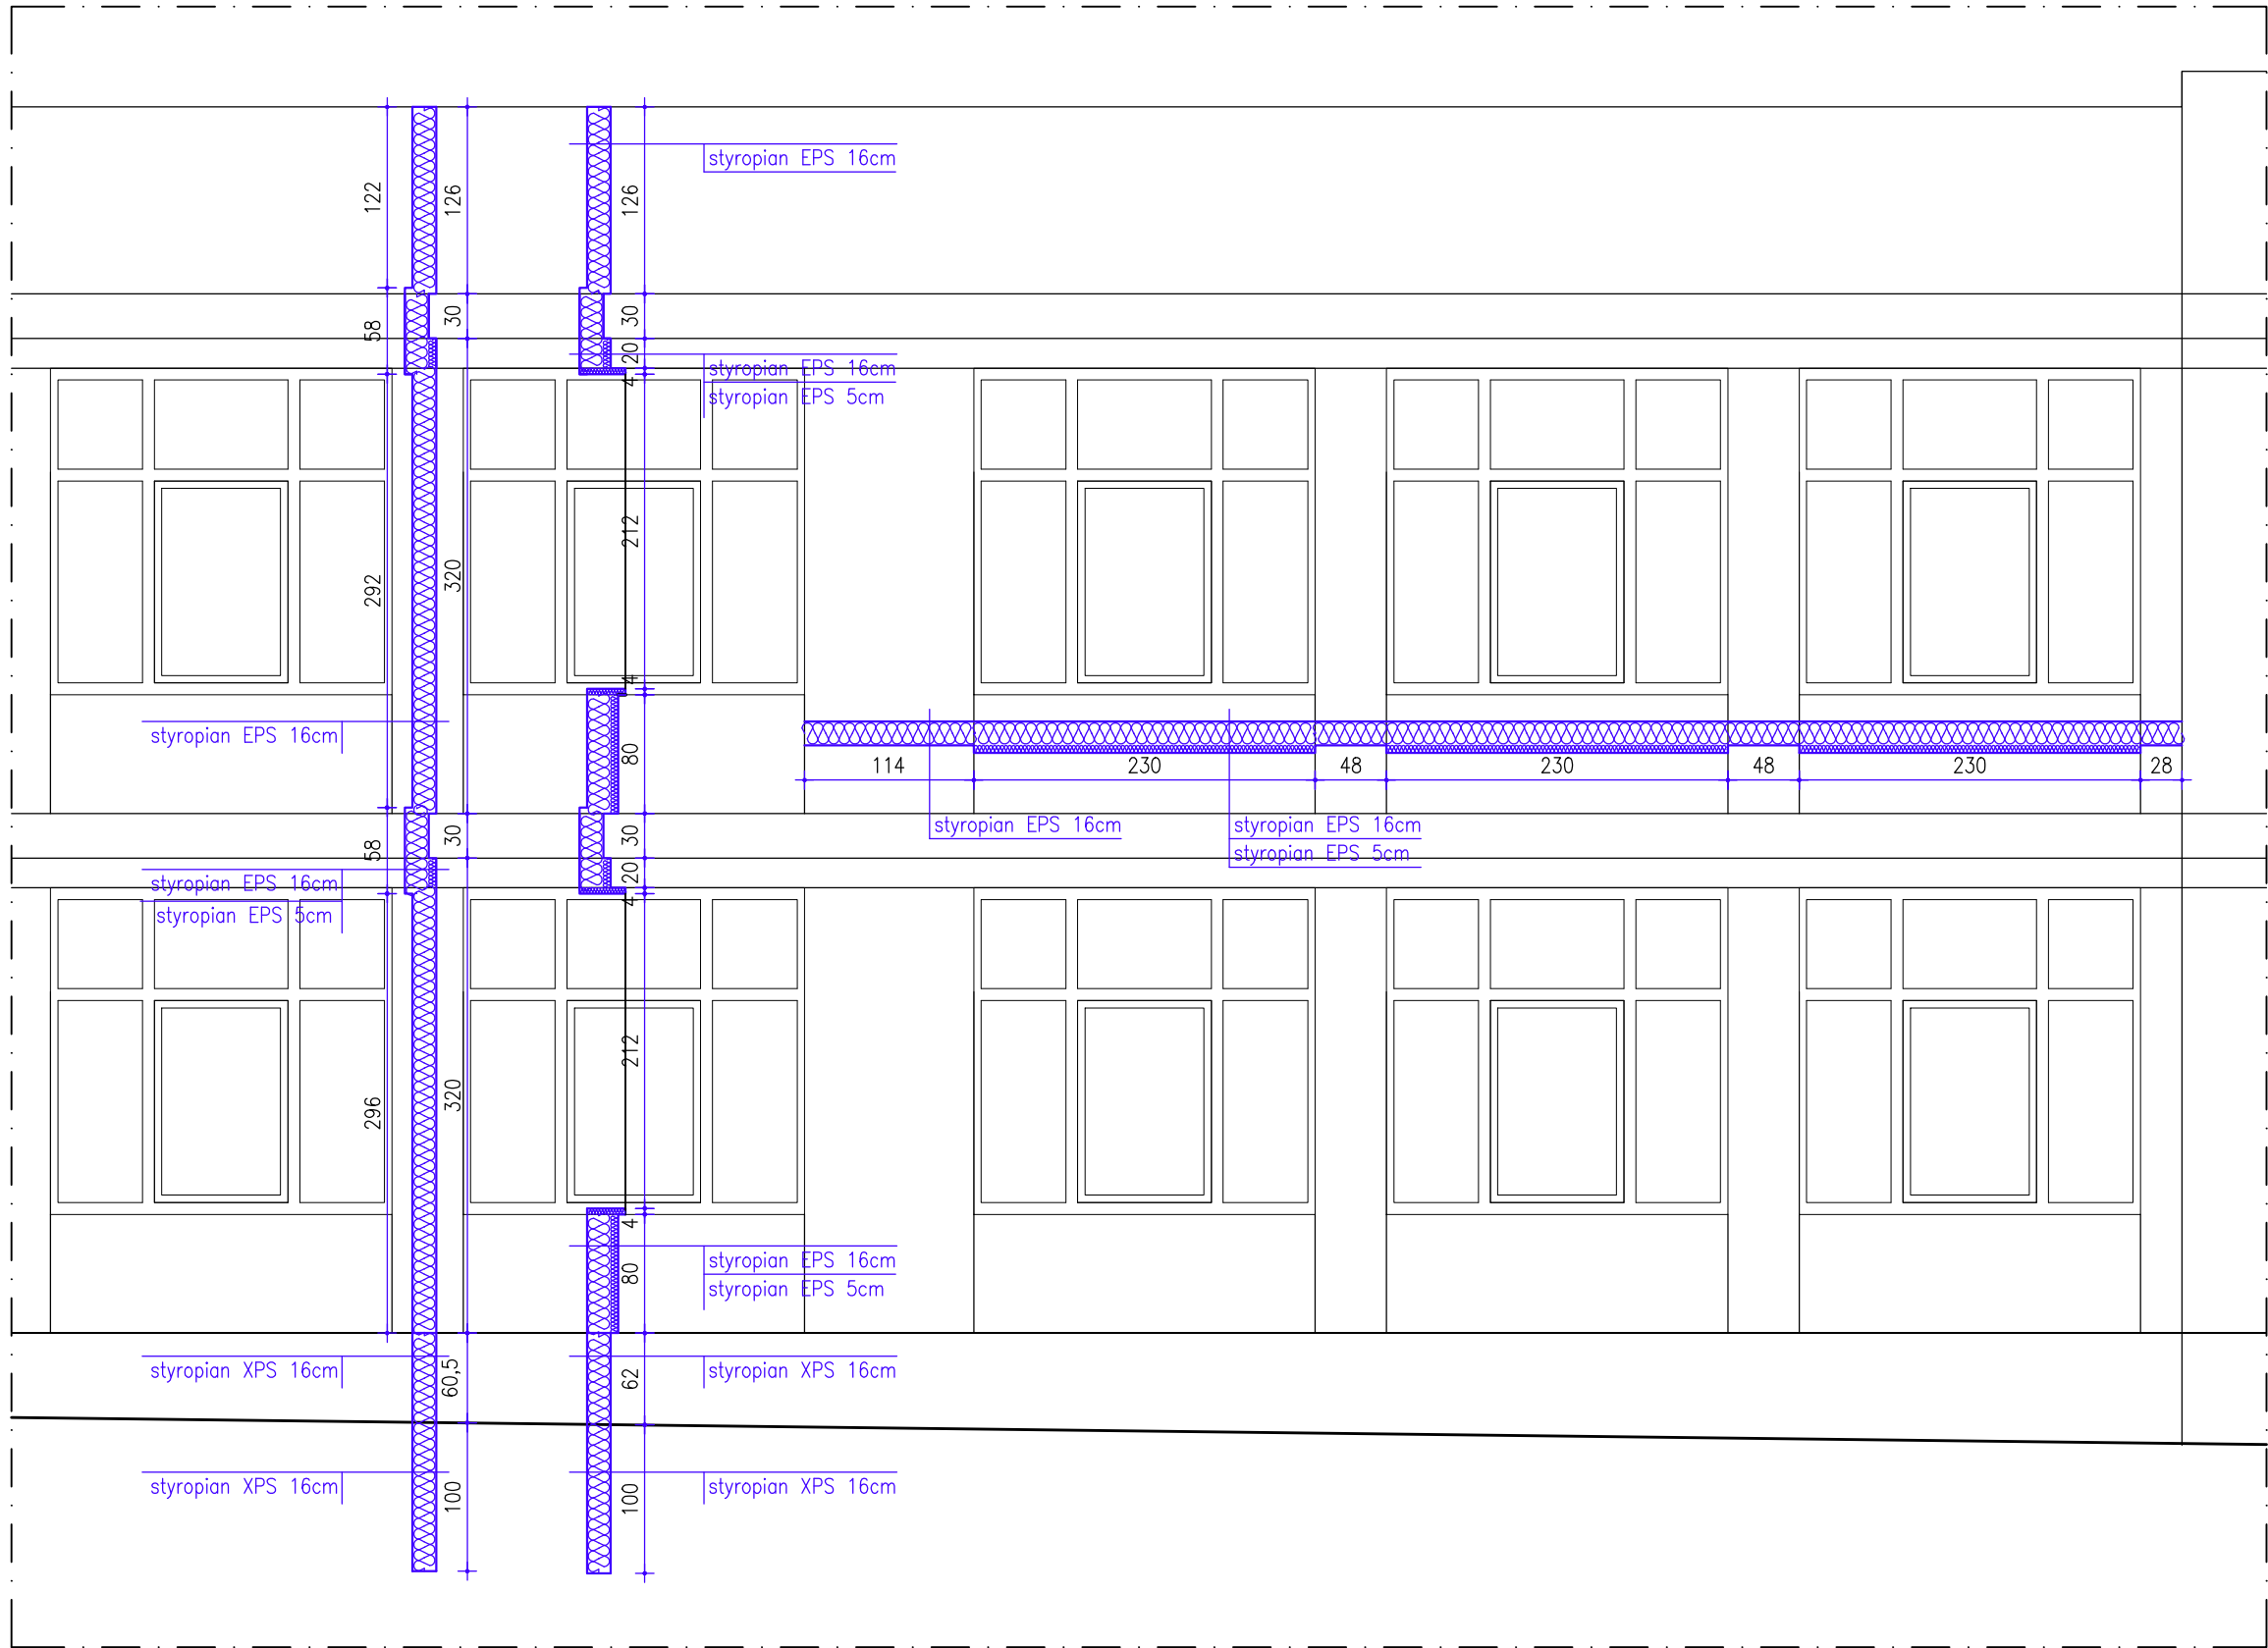 styropian EPS 16cm
122
126
126
58
30
30
20
4
styropian EPS 16cm
styropian EPS 5cm
292
320
212
4
styropian EPS 16cm
80
114
230
48
230
48
230
28
styropian EPS 16cm
styropian EPS 16cm
styropian EPS 5cm
58
30
30
20
4
styropian EPS 16cm
styropian EPS 5cm
296
320
212
4
80
styropian EPS 16cm
styropian EPS 5cm
styropian XPS 16cm
60,5
62
styropian XPS 16cm
styropian XPS 16cm
100
100
styropian XPS 16cm